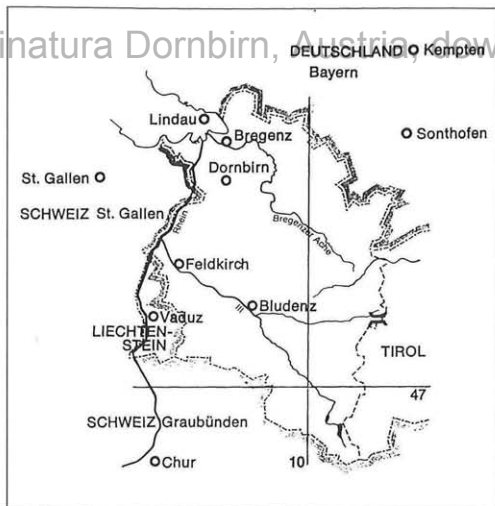 inatura Dornbirn, Austria, dow
DEUTSCHLAND Kempten
Bayern
Lindau
Bregenz
Sonthofen
Dornbirn
St. Gallen
SCHWEIZ St. Gallen
Rhein
Bregenzer Ache
Feldkirch
Ill
Bludenz
Vaduz
LIECHTEN-
STEIN
TIROL
47
SCHWEIZ Graubünden
Chur
10